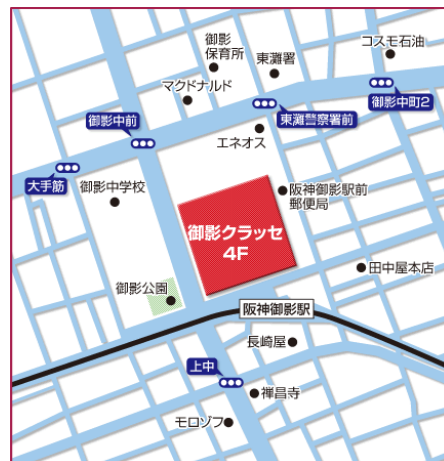 コスモ石油
御影
保育所
東灘署
マクドナルド
御影中町2
御影中前
東灘警察署前
エネオス
大手筋
御影中学校
阪神御影駅前
郵便局
御影クラッセ
4F
田中屋本店
御影公園
阪神御影駅
長崎屋
上中
禅昌寺
モロゾフ